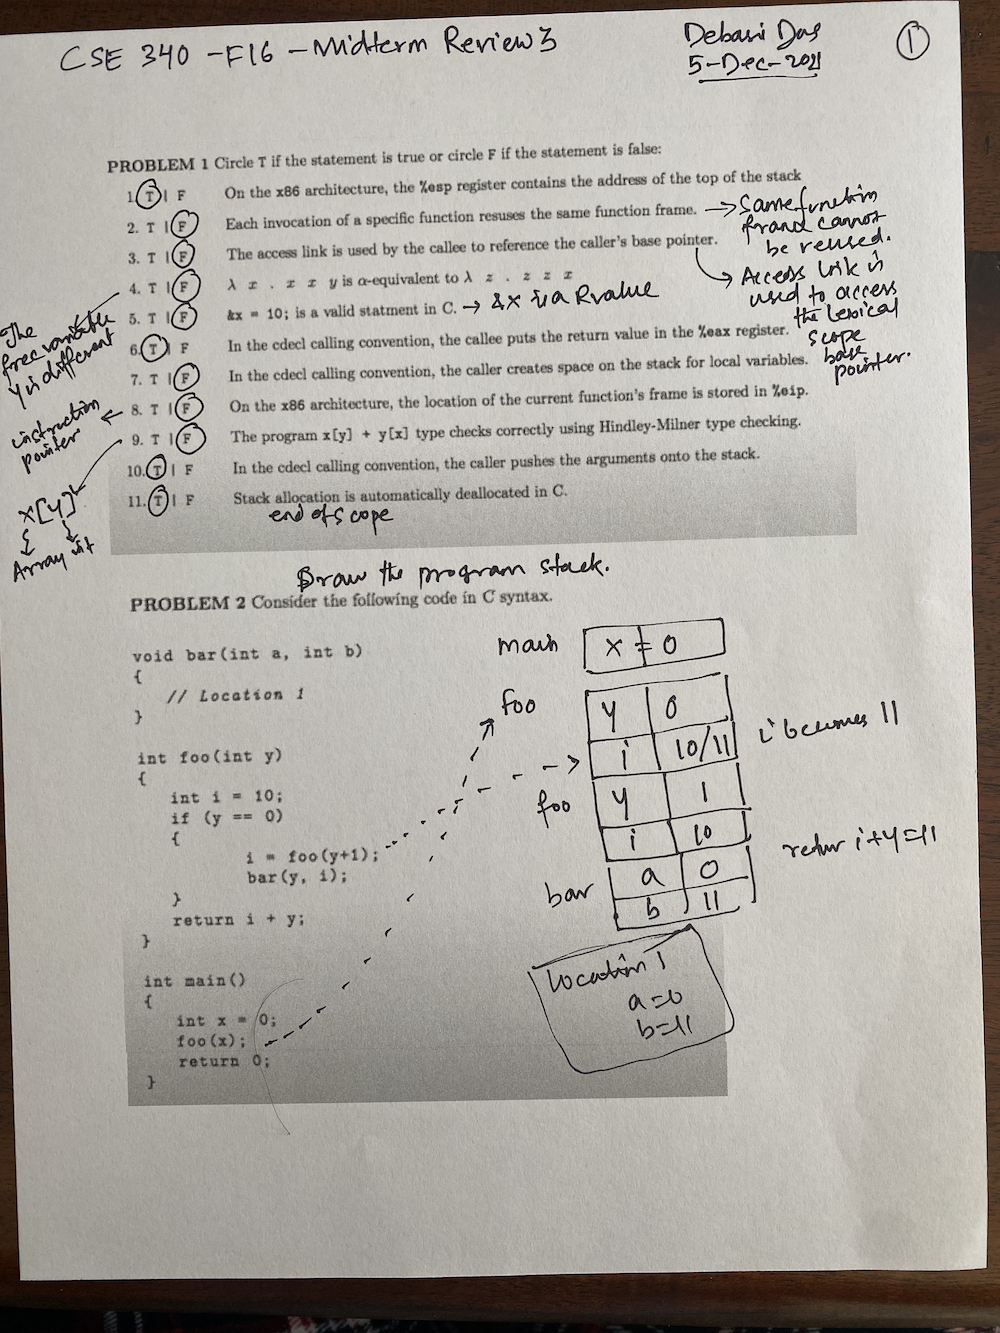 CSE 340 - F16 - Midterm Review 3
Debasi Das
5-Dec-2021
1
PROBLEM 1 Circle T if the statement is true or circle F if the statement is false:
1. T | F On the x86 architecture, the %esp register contains the address of the top of the stack
2. T | F Each invocation of a specific function resuses the same function frame. → Same function
frame cannot
be reused.
3. T | F The access link is used by the callee to reference the caller's base pointer.
Access link is
used to access
the lexical
scope
base
pointer.
4. T | F λ x . x x y is α-equivalent to λ z . z z x
The
free variable
y is different
5. T | F &x = 10; is a valid statment in C. → &x is a Rvalue
6. T | F In the cdecl calling convention, the callee puts the return value in the %eax register.
7. T | F In the cdecl calling convention, the caller creates space on the stack for local variables.
8. T | F On the x86 architecture, the location of the current function's frame is stored in %eip.
instruction
pointer
9. T | F The program x[y] + y[x] type checks correctly using Hindley-Milner type checking.
x[y]
Array int
10. T | F In the cdecl calling convention, the caller pushes the arguments onto the stack.
11. T | F Stack allocation is automatically deallocated in C.
end of scope
Draw the program stack.
PROBLEM 2 Consider the following code in C syntax.
void bar(int a, int b)
{
// Location 1
}
int foo(int y)
{
int i = 10;
if (y == 0)
{
i = foo(y+1);
bar(y, i);
}
return i + y;
}
int main()
{
int x = 0;
foo(x);
return 0;
}
main x = 0
foo y 0
i 10/11 i becomes 11
foo y 1
i 10 return i+y=11
bar a 0
b 11
Location 1
a=0
b=11